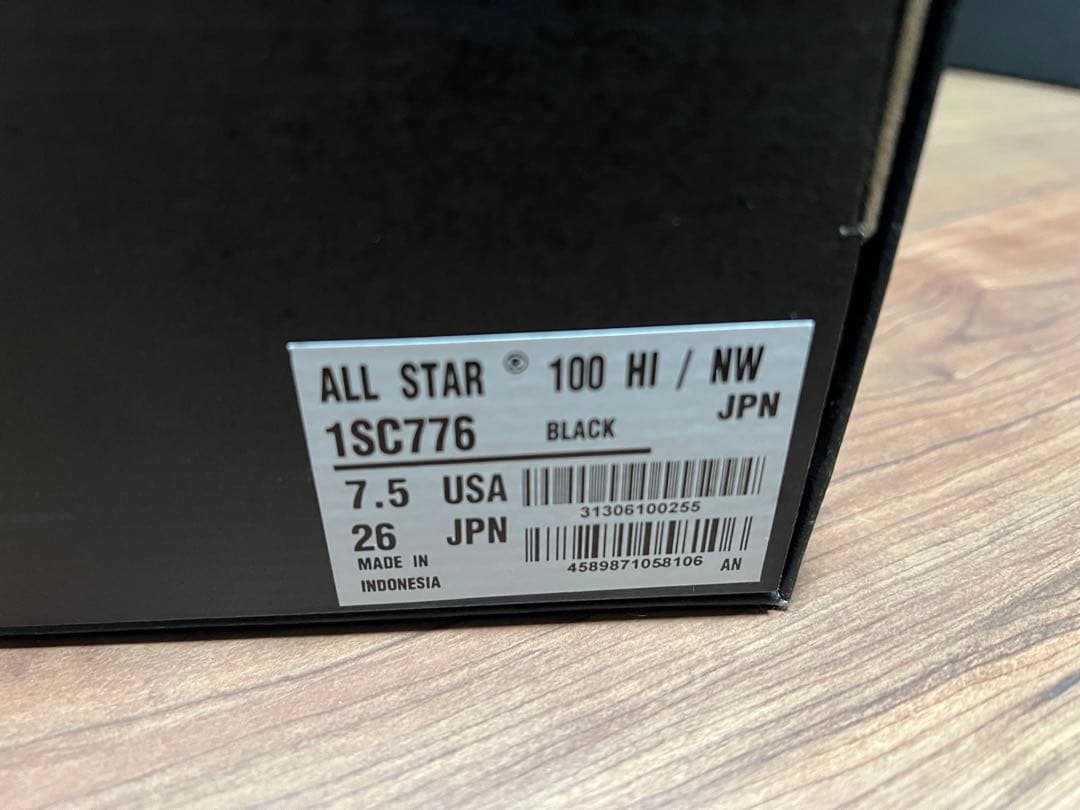 ALL STAR ® 100 HI / NW
JPN
1SC776 BLACK
7.5 USA
31306100255
26 JPN
4589871058106 AN
MADE IN
INDONESIA